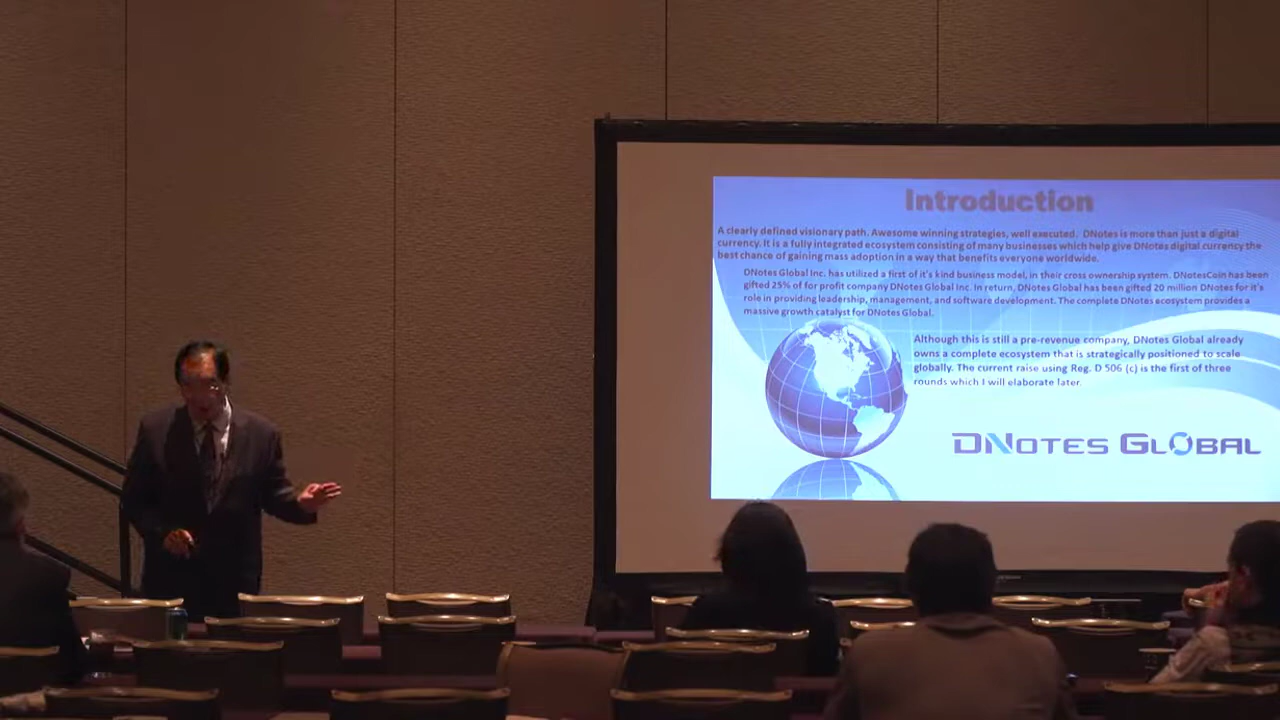 Introduction
A clearly defined visionary path. Awesome winning strategies, well executed. DNotes is more than just a digital
currency. It is a fully integrated ecosystem consisting of many businesses which help give DNotes digital currency the
best chance of gaining mass adoption in a way that benefits everyone worldwide.
DNotes Global Inc. has utilized a first of it's kind business model, in their cross ownership system. DNotesCoin has been
gifted 25% of for profit company DNotes Global Inc. In return, DNotes Global has been gifted 20 million DNotes for it's
role in providing leadership, management, and software development. The complete DNotes ecosystem provides a
massive growth catalyst for DNotes Global.
Although this is still a pre-revenue company, DNotes Global already
owns a complete ecosystem that is strategically positioned to scale
globally. The current raise using Reg. D 506 (c) is the first of three
rounds which I will elaborate later.
DNOTES GLOBAL